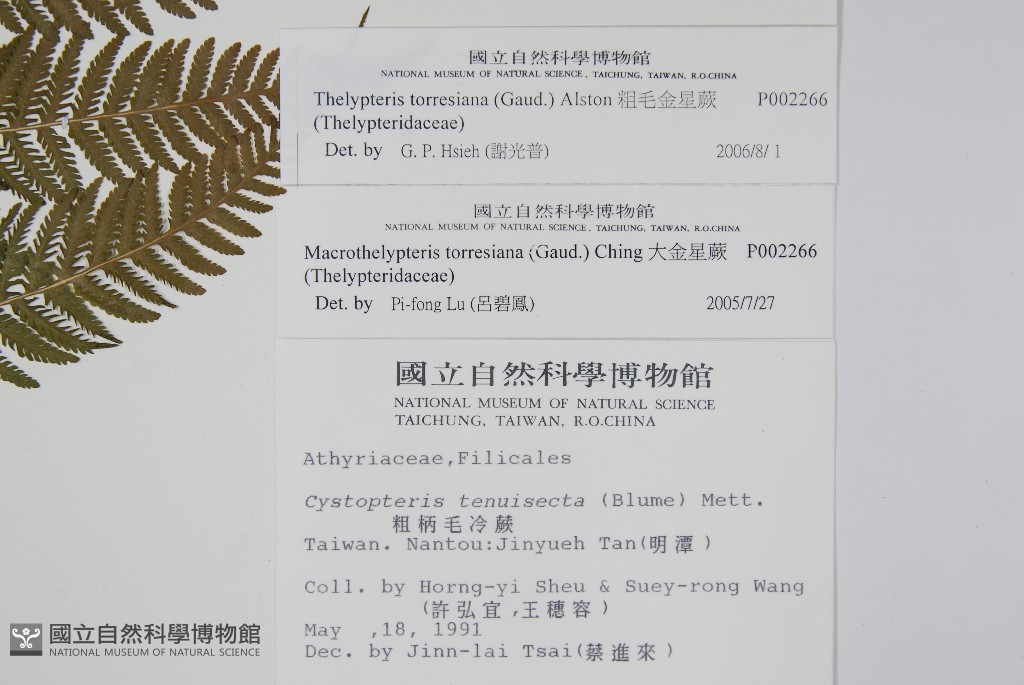 國立自然科學博物館
NATIONAL MUSEUM OF NATURAL SCIENCE, TAICHUNG, TAIWAN, R.O.CHINA
Thelypteris torresiana (Gaud.) Alston 粗毛金星蕨 P002266
(Thelypteridaceae)
Det. by G. P. Hsieh (謝光普) 2006/8/ 1
國立自然科學博物館
NATIONAL MUSEUM OF NATURAL SCIENCE, TAICHUNG, TAIWAN, R.O.CHINA
Macrothelypteris torresiana (Gaud.) Ching 大金星蕨 P002266
(Thelypteridaceae)
Det. by Pi-fong Lu (呂碧鳳) 2005/7/27
國立自然科學博物館
NATIONAL MUSEUM OF NATURAL SCIENCE
TAICHUNG, TAIWAN, R.O.CHINA
Athyriaceae,Filicales
Cystopteris tenuisecta (Blume) Mett.
粗柄毛冷蕨
Taiwan. Nantou:Jinyueh Tan(明潭)
Coll. by Horng-yi Sheu & Suey-rong Wang
(許弘宜,王穗容)
May ,18, 1991
Dec. by Jinn-lai Tsai(蔡進來)
國立自然科學博物館
NATIONAL MUSEUM OF NATURAL SCIENCE